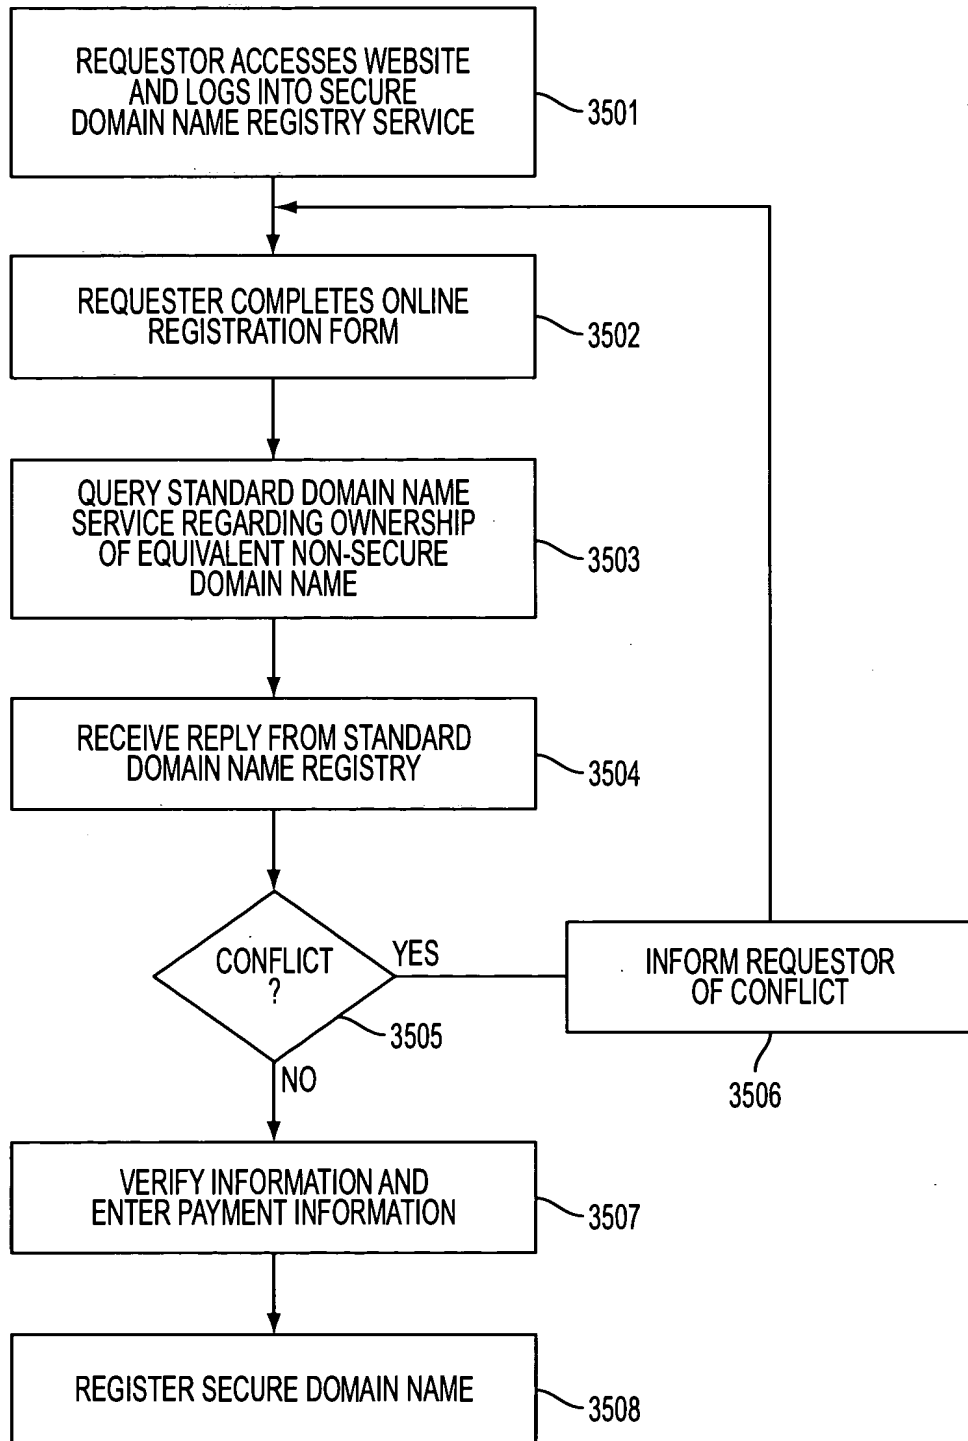 REQUESTOR ACCESSES WEBSITE
AND LOGS INTO SECURE
DOMAIN NAME REGISTRY SERVICE
3501
REQUESTER COMPLETES ONLINE
REGISTRATION FORM
3502
QUERY STANDARD DOMAIN NAME
SERVICE REGARDING OWNERSHIP
OF EQUIVALENT NON-SECURE
DOMAIN NAME
3503
RECEIVE REPLY FROM STANDARD
DOMAIN NAME REGISTRY
3504
CONFLICT
?
YES
3505
NO
INFORM REQUESTOR
OF CONFLICT
3506
VERIFY INFORMATION AND
ENTER PAYMENT INFORMATION
3507
REGISTER SECURE DOMAIN NAME
3508